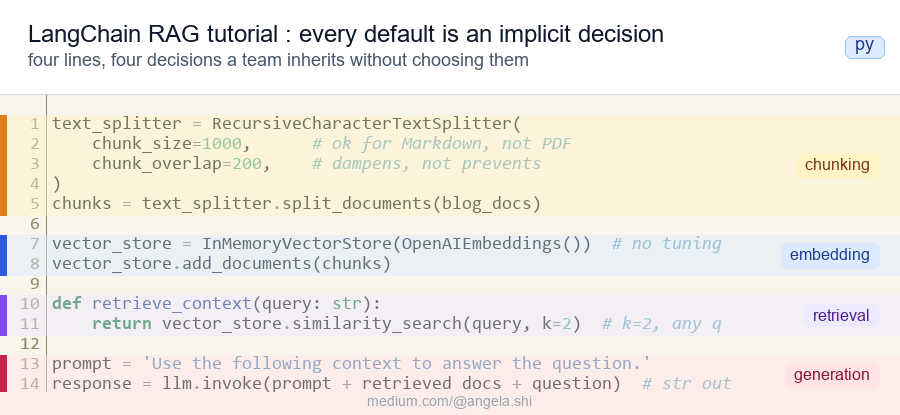 LangChain RAG tutorial : every default is an implicit decision
four lines, four decisions a team inherits without choosing them
py
1 text_splitter = RecursiveCharacterTextSplitter(
2     chunk_size=1000,      # ok for Markdown, not PDF
3     chunk_overlap=200,    # dampens, not prevents
chunking
4 )
5 chunks = text_splitter.split_documents(blog_docs)
6
7 vector_store = InMemoryVectorStore(OpenAIEmbeddings())  # no tuning
embedding
8 vector_store.add_documents(chunks)
9
10 def retrieve_context(query: str):
retrieval
11     return vector_store.similarity_search(query, k=2)  # k=2, any q
12
13 prompt = 'Use the following context to answer the question.'
generation
14 response = llm.invoke(prompt + retrieved docs + question)  # str out
medium.com/@angela.shi